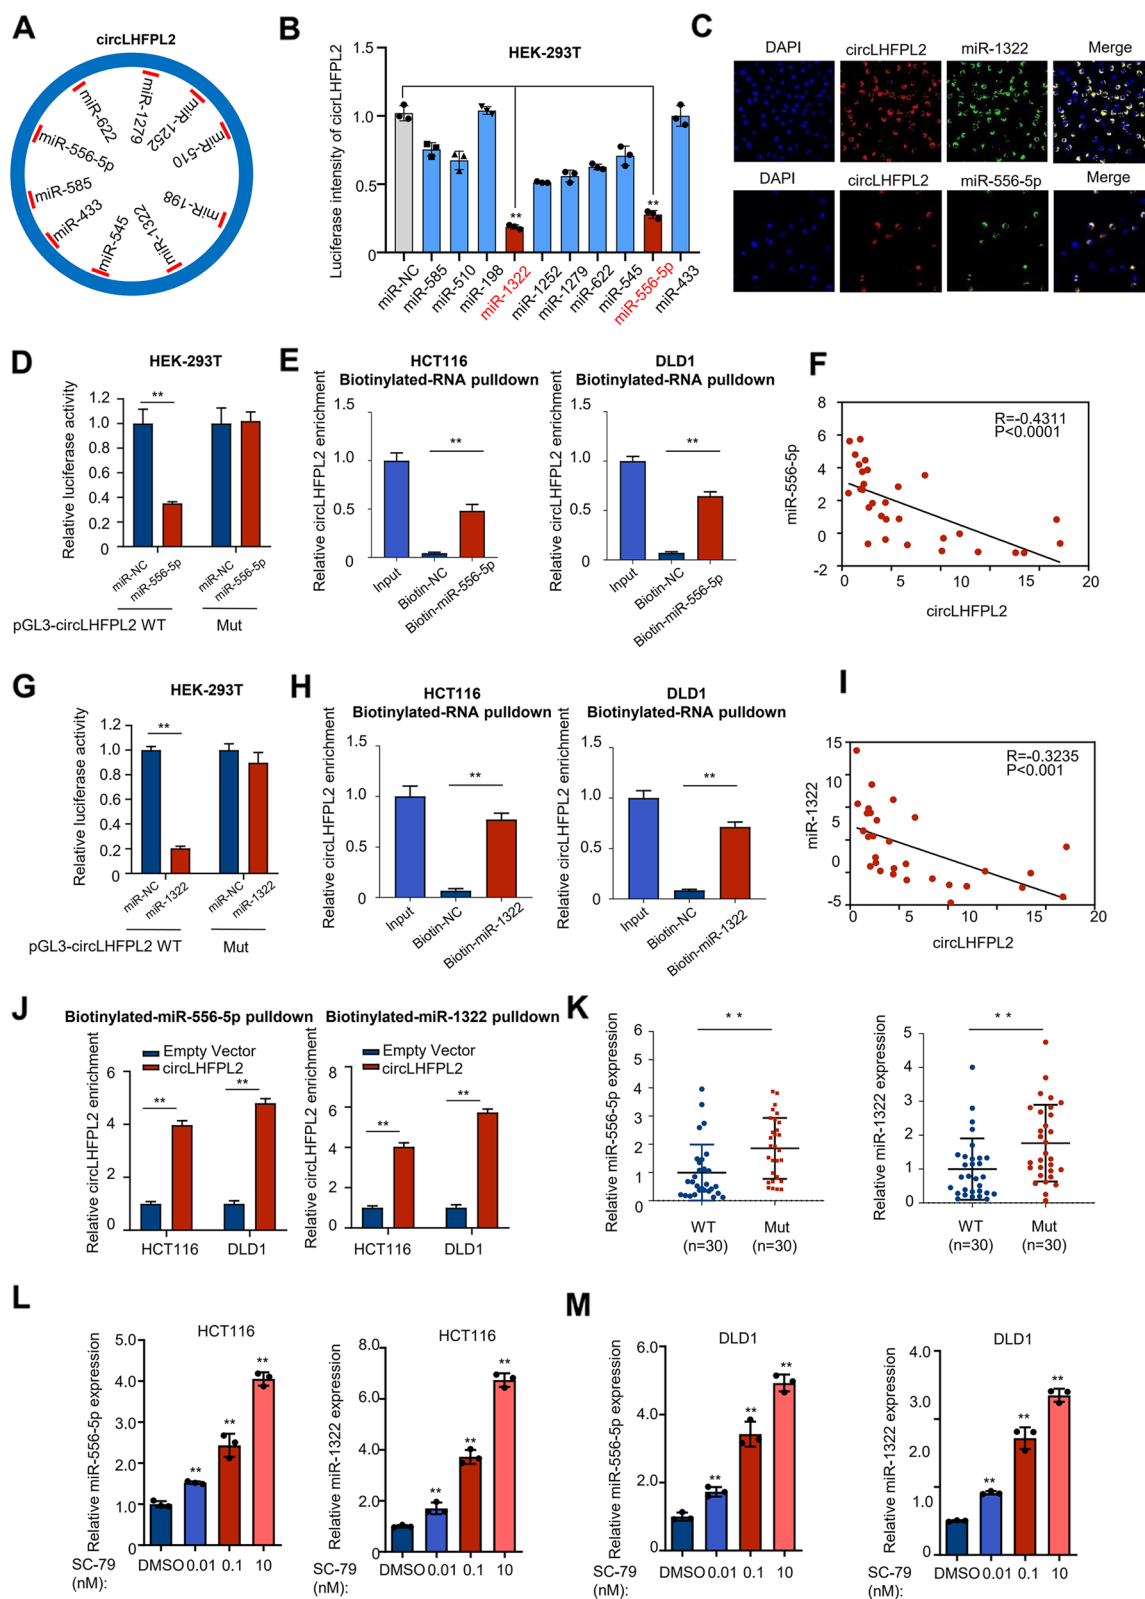 A
circLHFPL2
miR-622
miR-1279
miR-1252
miR-510
miR-556-5p
miR-585
miR-433
miR-545
miR-1322
miR-198
B
HEK-293T
Luciferase intensity of cicrLHFPL2
1.5
1.0
0.5
0
** **
miR-NC
miR-585
miR-510
miR-198
miR-1322
miR-1252
miR-1279
miR-622
miR-545
miR-556-5p
miR-433
C
DAPI circLHFPL2 miR-1322 Merge
DAPI circLHFPL2 miR-556-5p Merge
D
HEK-293T
Relative luciferase activity
1.2
1.0
0.8
0.6
0.4
0.2
0
**
miR-NC
miR-556-5p
miR-NC
miR-556-5p
pGL3-circLHFPL2 WT Mut
E
HCT116
Biotinylated-RNA pulldown
Relative circLHFPL2 enrichment
1.5
1.0
0.5
0
**
Input
Biotin-NC
Biotin-miR-556-5p
DLD1
Biotinylated-RNA pulldown
Relative circLHFPL2 enrichment
1.5
1.0
0.5
0
**
Input
Biotin-NC
Biotin-miR-556-5p
F
miR-556-5p
8
6
4
2
0
-2
R=-0.4311
P<0.0001
0 5 10 15 20
circLHFPL2
G
HEK-293T
Relative luciferase activity
1.2
1.0
0.8
0.6
0.4
0.2
0
**
miR-NC
miR-1322
miR-NC
miR-1322
pGL3-circLHFPL2 WT Mut
H
HCT116
Biotinylated-RNA pulldown
Relative circLHFPL2 enrichment
1.5
1.0
0.5
0
**
Input
Biotin-NC
Biotin-miR-1322
DLD1
Biotinylated-RNA pulldown
Relative circLHFPL2 enrichment
1.5
1.0
0.5
0
**
Input
Biotin-NC
Biotin-miR-1322
I
miR-1322
15
10
5
0
-5
R=-0.3235
P<0.001
0 5 10 15 20
circLHFPL2
J
Biotinylated-miR-556-5p pulldown
Empty Vector
circLHFPL2
Relative circLHFPL2 enrichment
6
4
2
0
** **
HCT116 DLD1
Biotinylated-miR-1322 pulldown
Empty Vector
circLHFPL2
Relative circLHFPL2 enrichment
8
6
4
2
0
** **
HCT116 DLD1
K
Relative miR-556-5p expression
6
5
4
3
2
1
0
* *
WT Mut
(n=30) (n=30)
Relative miR-1322 expression
5
4
3
2
1
0
* *
WT Mut
(n=30) (n=30)
L
HCT116
Relative miR-556-5p expression
5.0
4.0
3.0
2.0
1.0
0
** ** **
SC-79 DMSO 0.01 0.1 10
(nM):
HCT116
Relative miR-1322 expression
8.0
6.0
4.0
2.0
0
** ** **
DMSO 0.01 0.1 10
M
DLD1
Relative miR-556-5p expression
6.0
4.0
2.0
0
** ** **
SC-79 DMSO 0.01 0.1 10
(nM):
DLD1
Relative miR-1322 expression
4.0
3.0
2.0
1.0
0
** ** **
DMSO 0.01 0.1 10